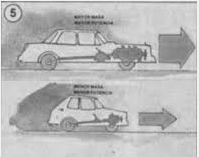 5
MAYOR MASA
MAYOR POTENCIA
MENOR MASA
MENOR POTENCIA